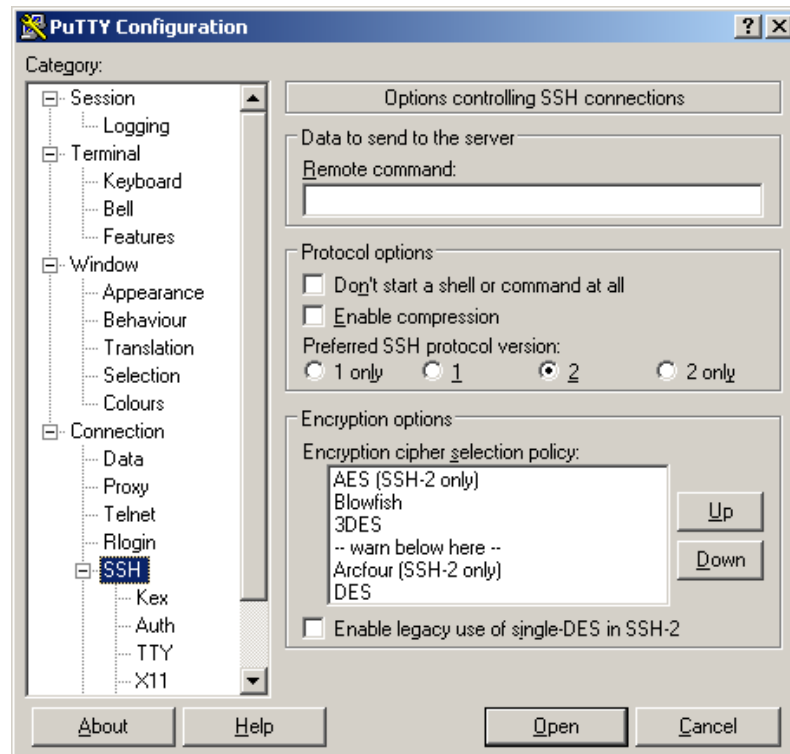 PuTTY Configuration
Category:
Session
Logging
Terminal
Keyboard
Bell
Features
Window
Appearance
Behaviour
Translation
Selection
Colours
Connection
Data
Proxy
Telnet
Rlogin
SSH
Kex
Auth
TTY
X11
Options controlling SSH connections
Data to send to the server
Remote command:
Protocol options
Don't start a shell or command at all
Enable compression
Preferred SSH protocol version:
1 only 1 2 2 only
Encryption options
Encryption cipher selection policy:
AES (SSH-2 only)
Blowfish
3DES
-- warn below here --
Arcfour (SSH-2 only)
DES
Up
Down
Enable legacy use of single-DES in SSH-2
About Help Open Cancel